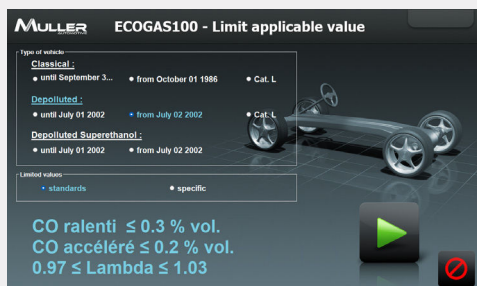 MULLER AUTOMOTIVE
ECOGAS100 - Limit applicable value
Type of vehicle
Classical :
until September 3...
from October 01 1986
Cat. L
Depolluted :
until July 01 2002
from July 02 2002
Cat. L
Depolluted Superethanol :
until July 01 2002
from July 02 2002
Limited values
standards
specific
CO ralenti ≤ 0.3 % vol.
CO accéléré ≤ 0.2 % vol.
0.97 ≤ Lambda ≤ 1.03